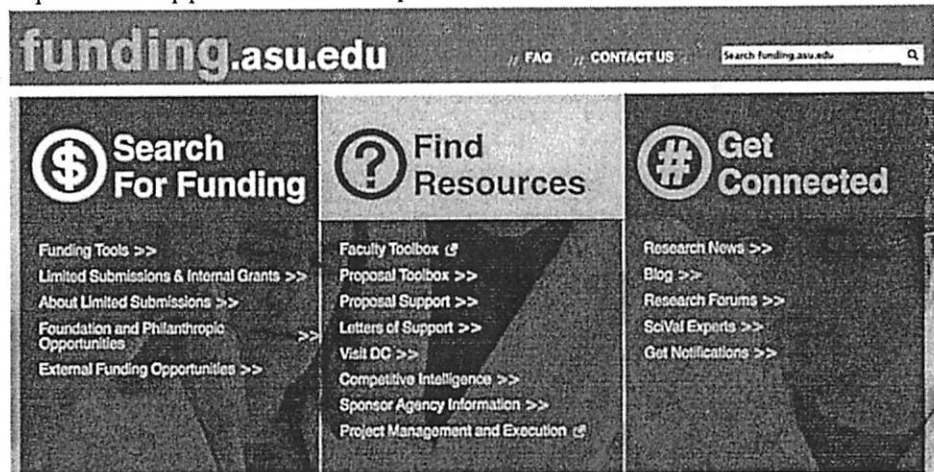 funding.asu.edu
// FAQ // CONTACT US
Search funding.asu.edu
$ Search
For Funding
? Find
Resources
# Get
Connected
Funding Tools >>
Limited Submissions & Internal Grants >>
About Limited Submissions >>
Foundation and Philanthropic
Opportunities >>
External Funding Opportunities >>
Faculty Toolbox
Proposal Toolbox >>
Proposal Support >>
Letters of Support >>
Visit DC >>
Competitive Intelligence >>
Sponsor Agency Information >>
Project Management and Execution
Research News >>
Blog >>
Research Forums >>
SciVal Experts >>
Get Notifications >>